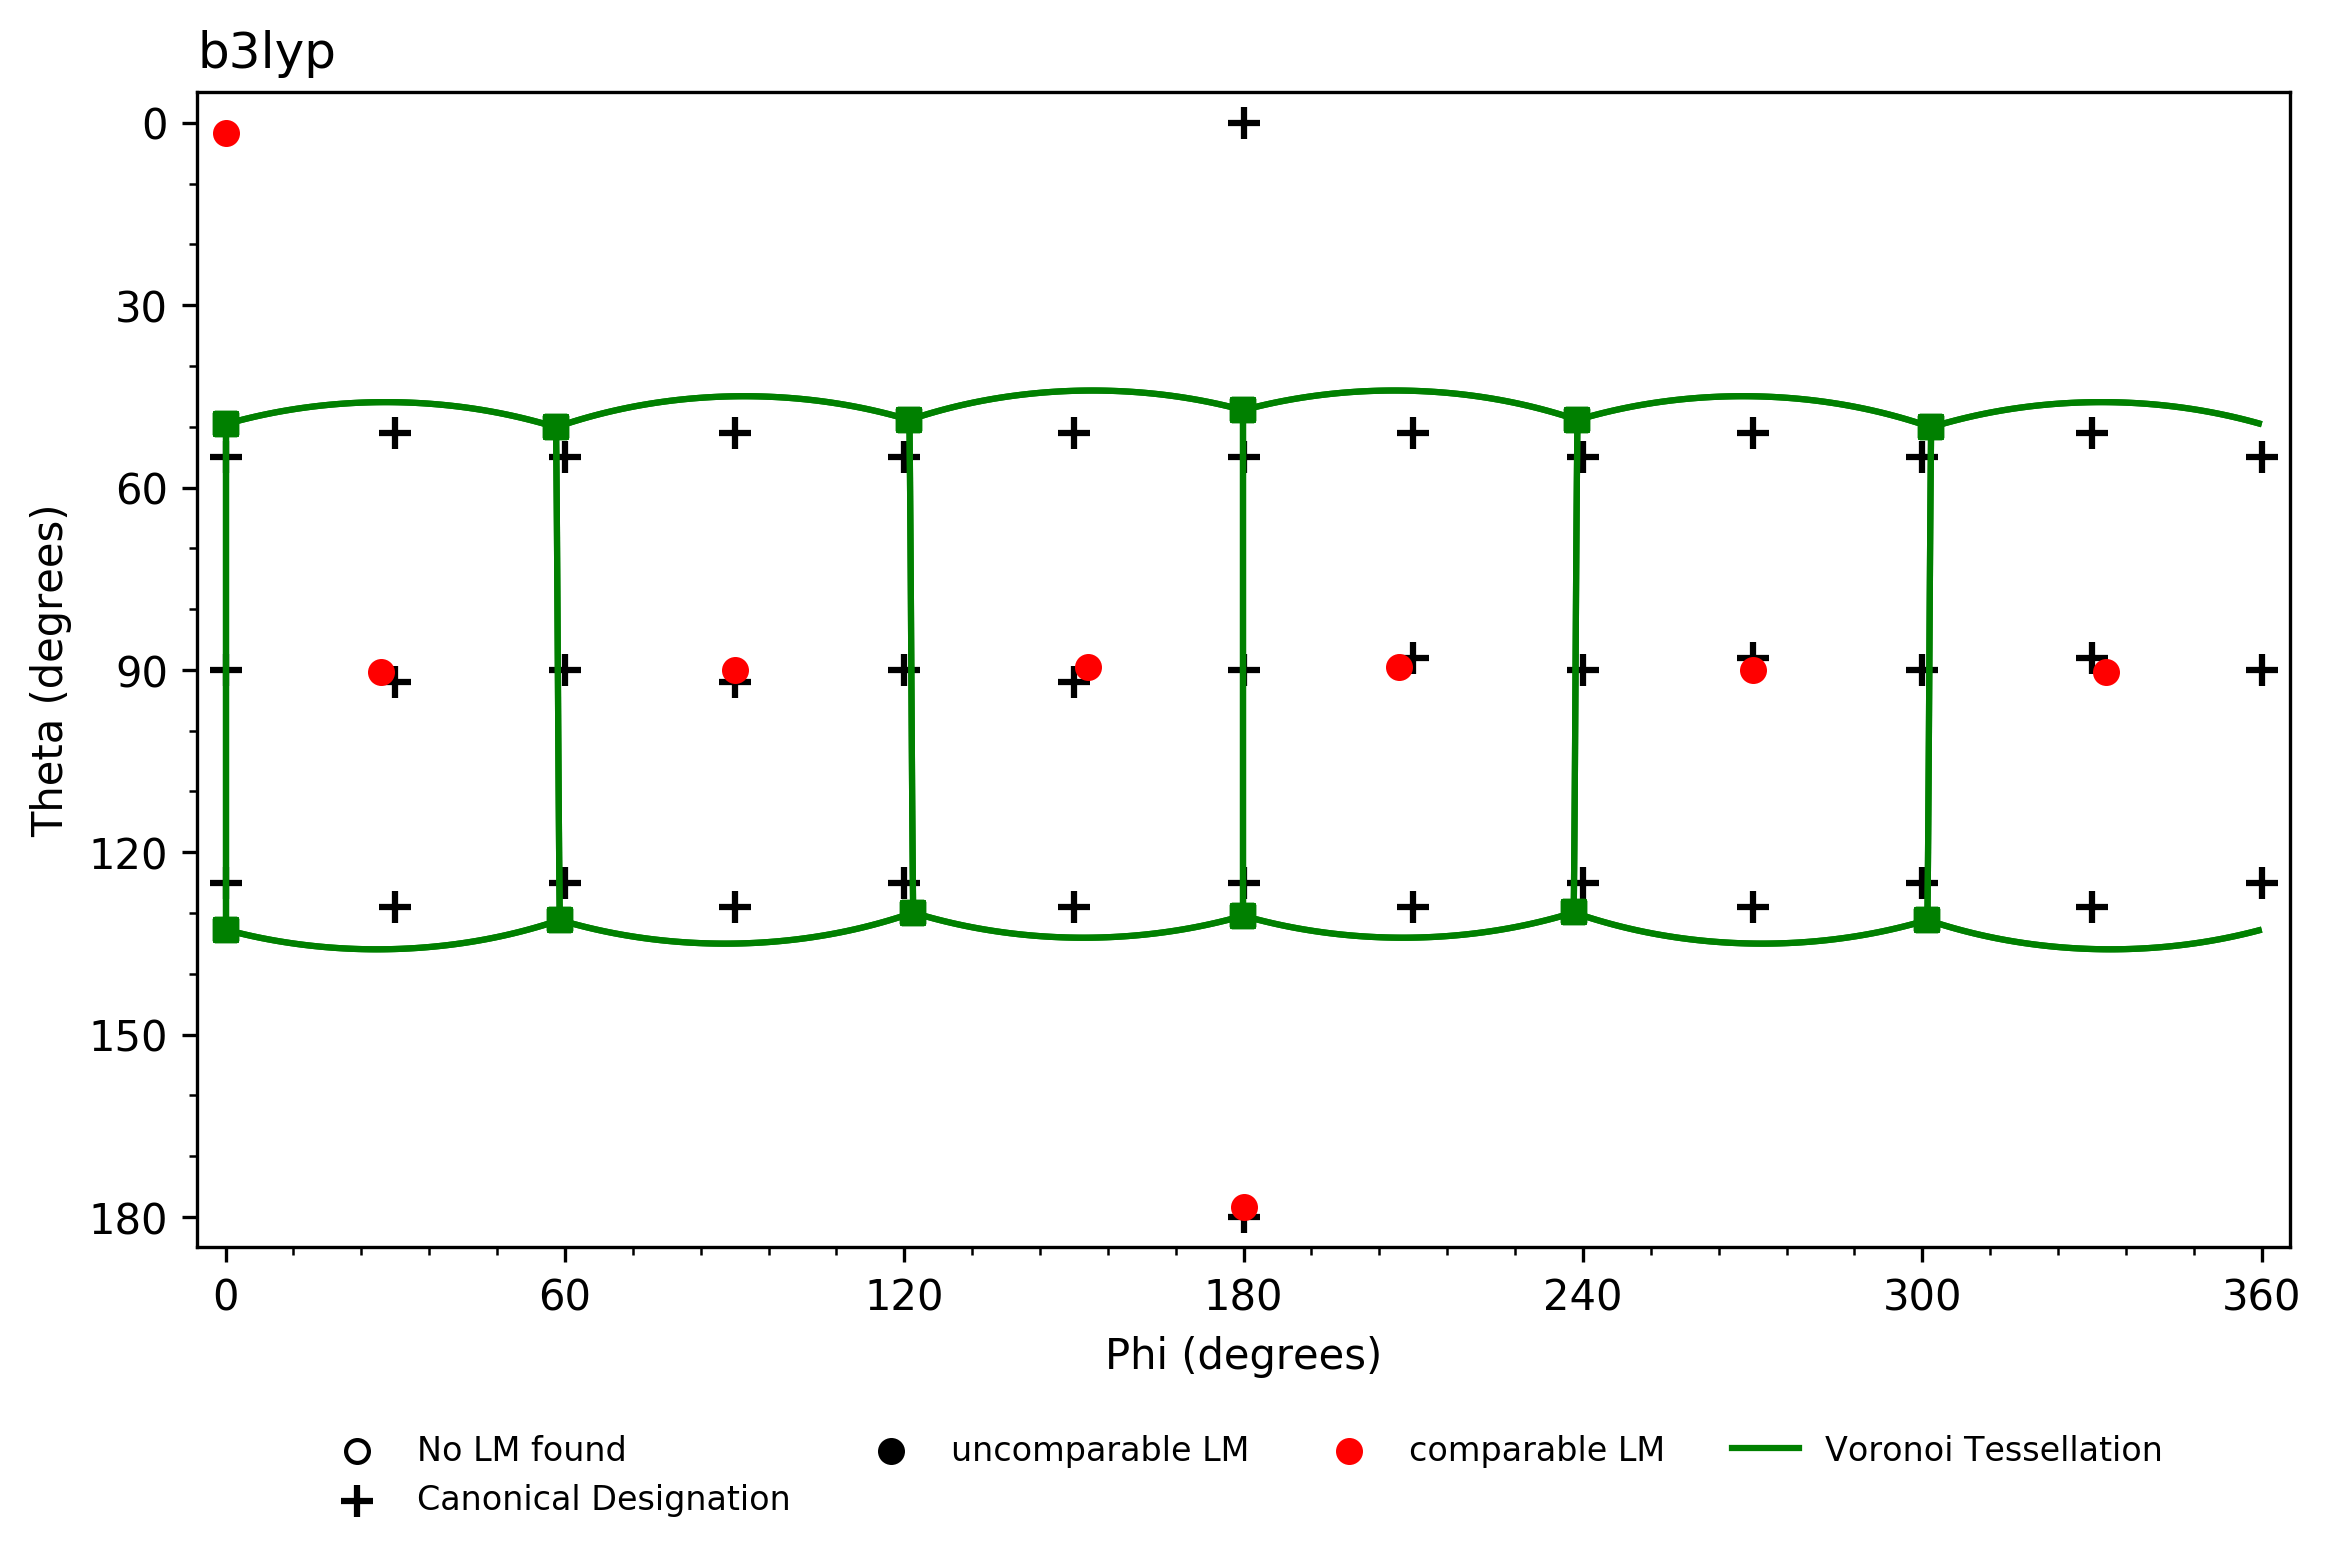 b3lyp
0
30
60
90
120
150
180
Theta (degrees)
0 60 120 180 240 300 360
Phi (degrees)
No LM found uncomparable LM comparable LM Voronoi Tessellation
Canonical Designation